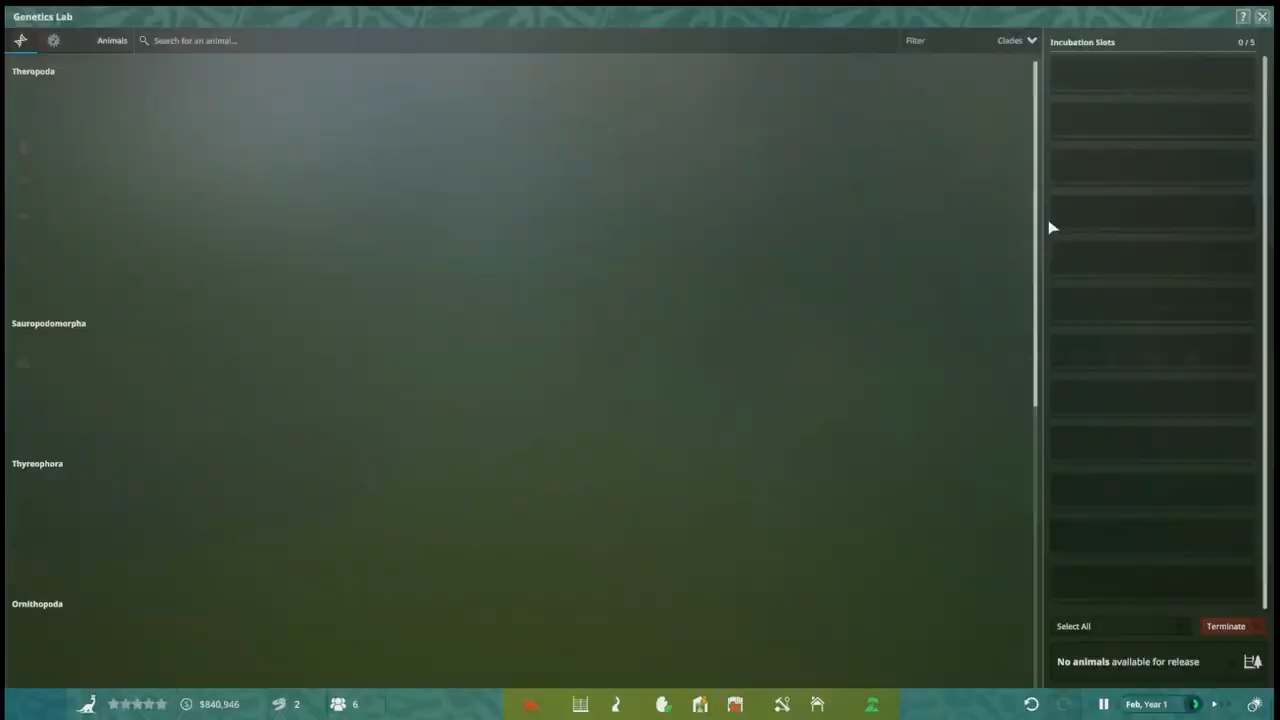 Genetics Lab
?
Animals
Search for an animal...
Filter
Clades
Incubation Slots
0 / 5
Theropoda
Sauropodomorpha
Thyreophora
Ornithopoda
Select All
Terminate
No animals available for release
$840,946
2
6
Feb, Year 1